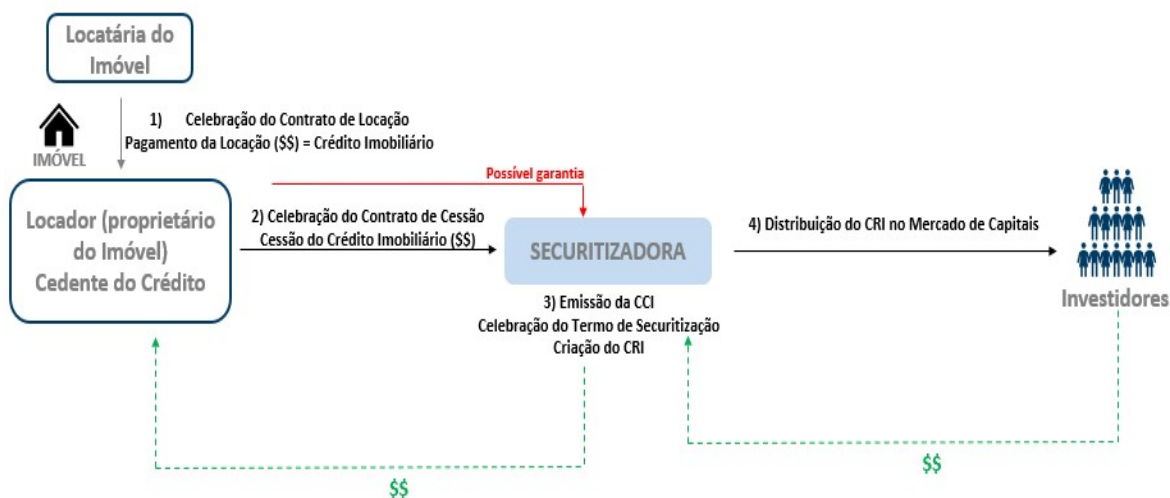 Locatária do
Imóvel
1) Celebração do Contrato de Locação
Pagamento da Locação ($$) = Crédito Imobiliário
IMÓVEL
Locador (proprietário
do Imóvel)
Cedente do Crédito
Possível garantia
2) Celebração do Contrato de Cessão
Cessão do Crédito Imobiliário ($$)
SECURITIZADORA
3) Emissão da CCI
Celebração do Termo de Securitização
Criação do CRI
4) Distribuição do CRI no Mercado de Capitais
Investidores
$$
$$